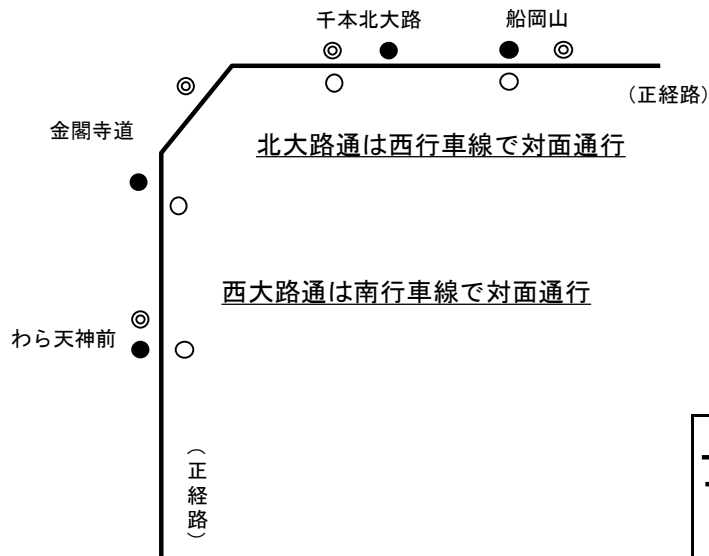 千本北大路
船岡山
(正経路)
金閣寺道
北大路通は西行車線で対面通行
西大路通は南行車線で対面通行
わら天神前
(正経路)